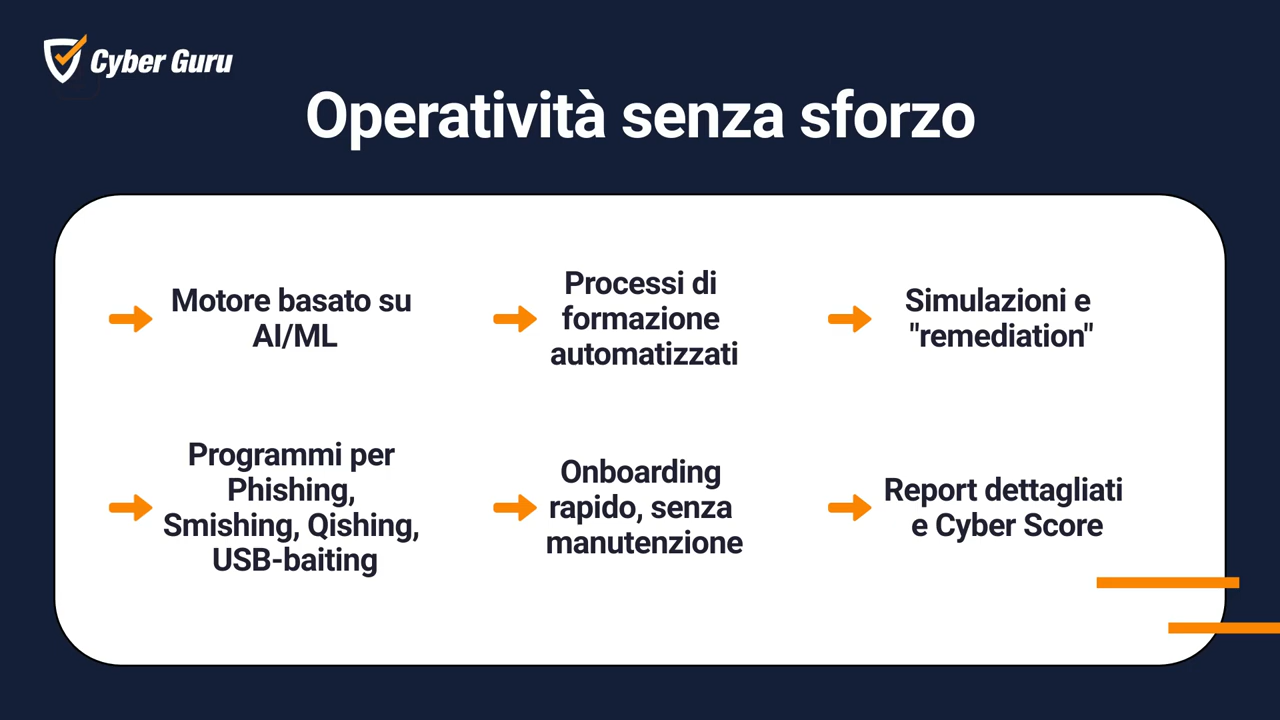 Cyber Guru
Operatività senza sforzo
Motore basato su
AI/ML
Processi di
formazione
automatizzati
Simulazioni e
"remediation"
Programmi per
Phishing,
Smishing, Qishing,
USB-baiting
Onboarding
rapido, senza
manutenzione
Report dettagliati
e Cyber Score